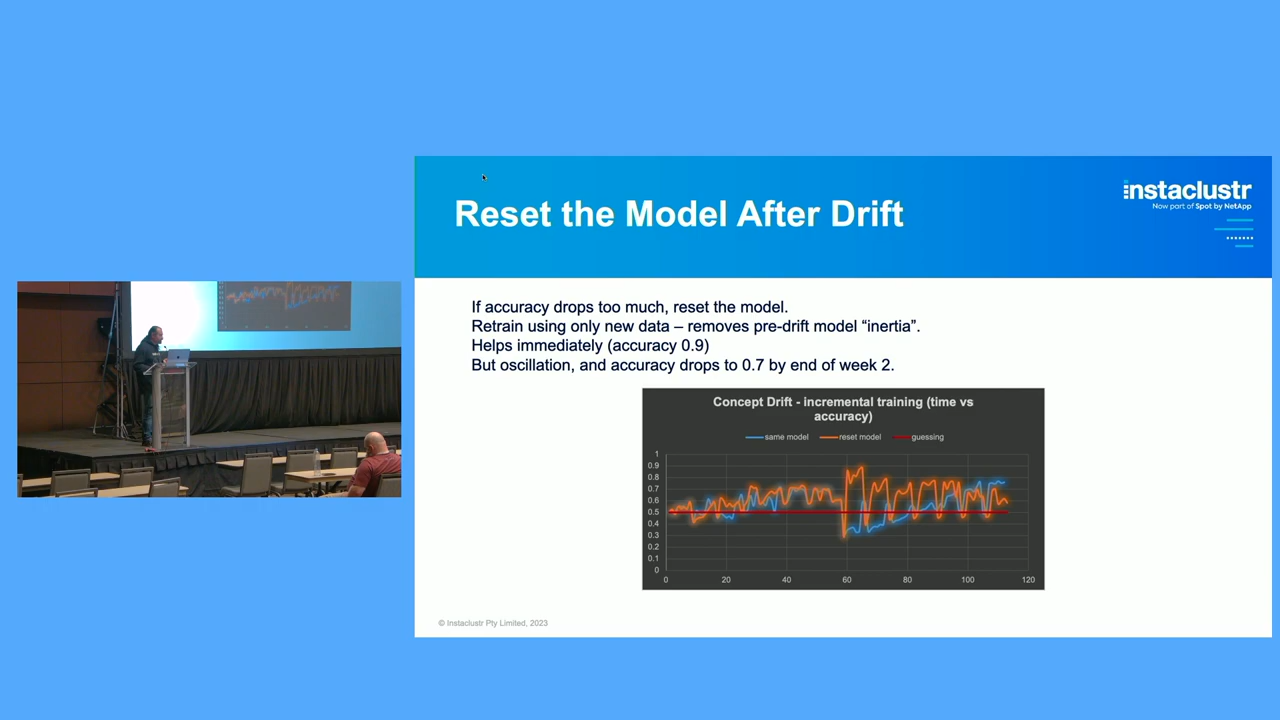 instaclustr
Now part of Spot by NetApp
Reset the Model After Drift
If accuracy drops too much, reset the model.
Retrain using only new data – removes pre-drift model “inertia”.
Helps immediately (accuracy 0.9)
But oscillation, and accuracy drops to 0.7 by end of week 2.
Concept Drift - incremental training (time vs
accuracy)
same model reset model guessing
1
0.9
0.8
0.7
0.6
0.5
0.4
0.3
0.2
0.1
0
0 20 40 60 80 100 120
© Instaclustr Pty Limited, 2023